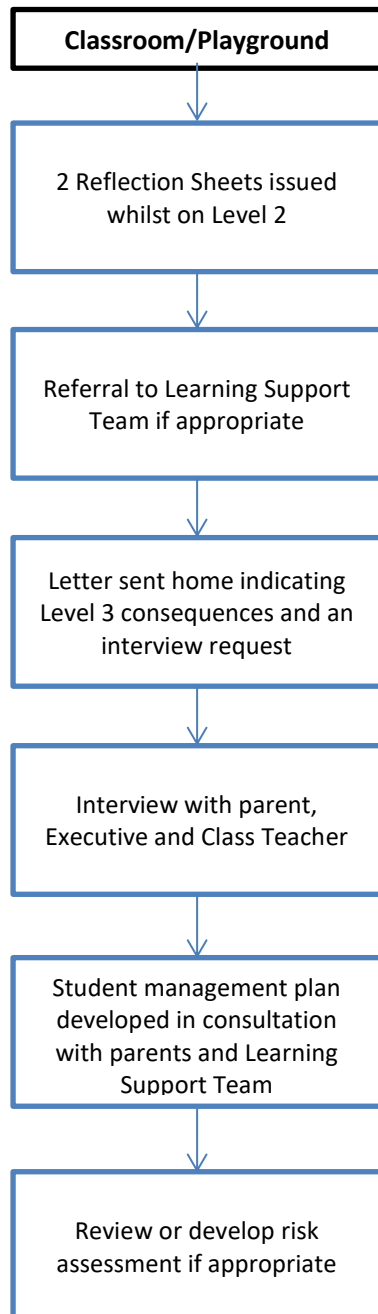 Classroom/Playground
2 Reflection Sheets issued
whilst on Level 2
Referral to Learning Support
Team if appropriate
Letter sent home indicating
Level 3 consequences and an
interview request
Interview with parent,
Executive and Class Teacher
Student management plan
developed in consultation
with parents and Learning
Support Team
Review or develop risk
assessment if appropriate